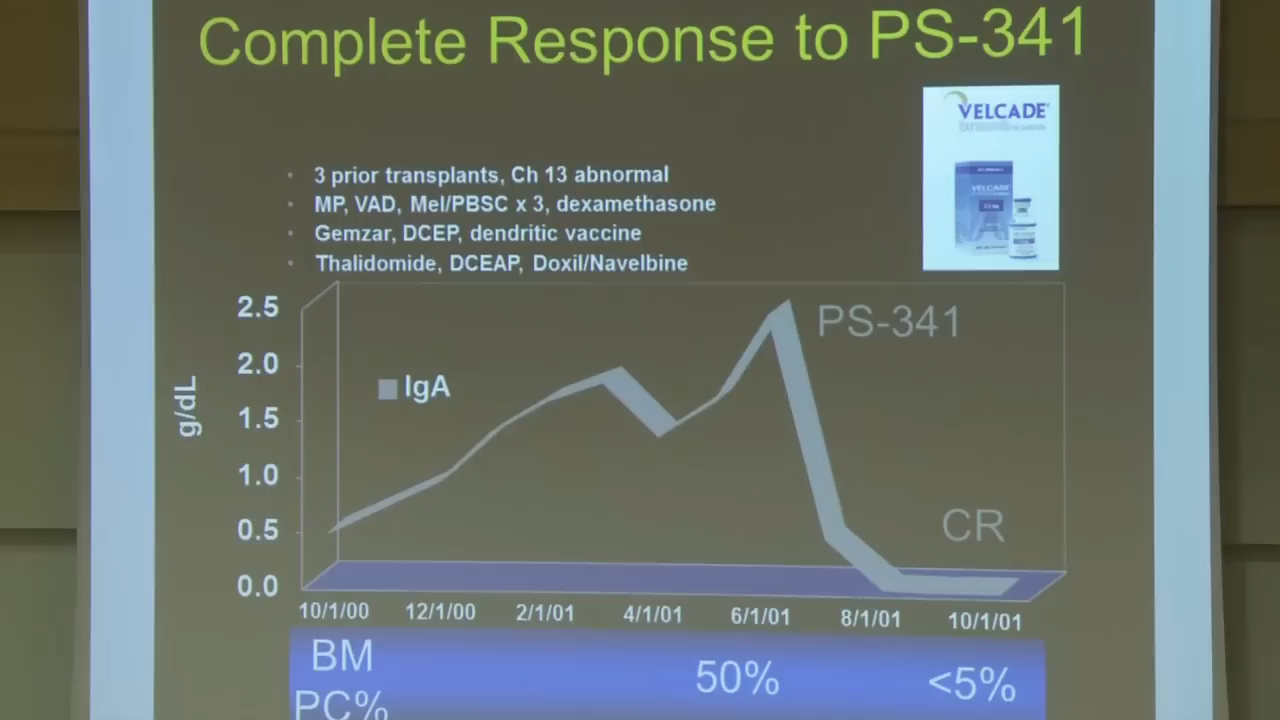 Complete Response to PS-341
VELCADE
• 3 prior transplants, Ch 13 abnormal
• MP, VAD, Mel/PBSC x 3, dexamethasone
• Gemzar, DCEP, dendritic vaccine
• Thalidomide, DCEAP, Doxil/Navelbine
VELCADE
2.5
2.0
1.5
1.0
0.5
0.0
g/dL
IgA
PS-341
CR
10/1/00 12/1/00 2/1/01 4/1/01 6/1/01 8/1/01 10/1/01
BM 50% <5%
PC%